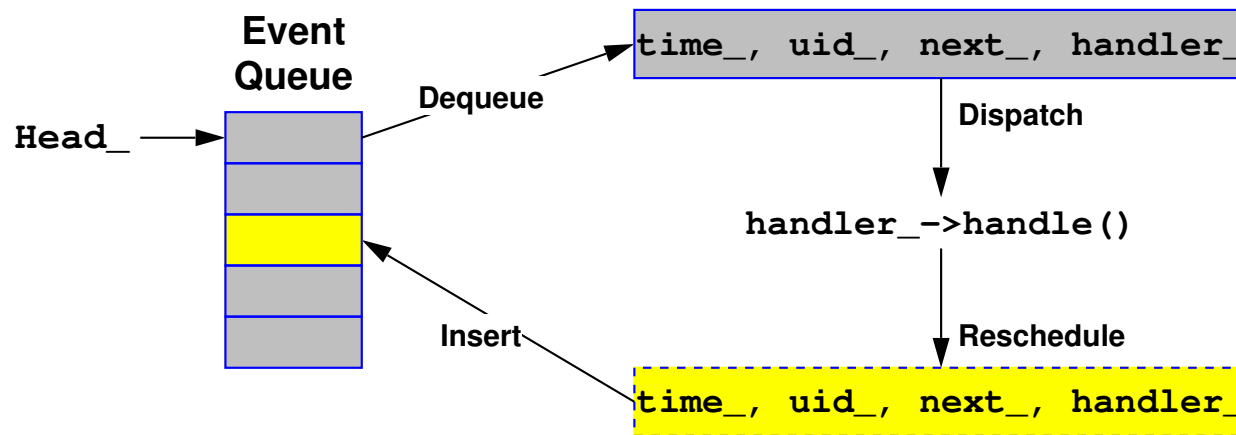 Event
Queue
time_, uid_, next_, handler_
Dequeue
Dispatch
Head_
handler_->handle()
Insert
Reschedule
time_, uid_, next_, handler_